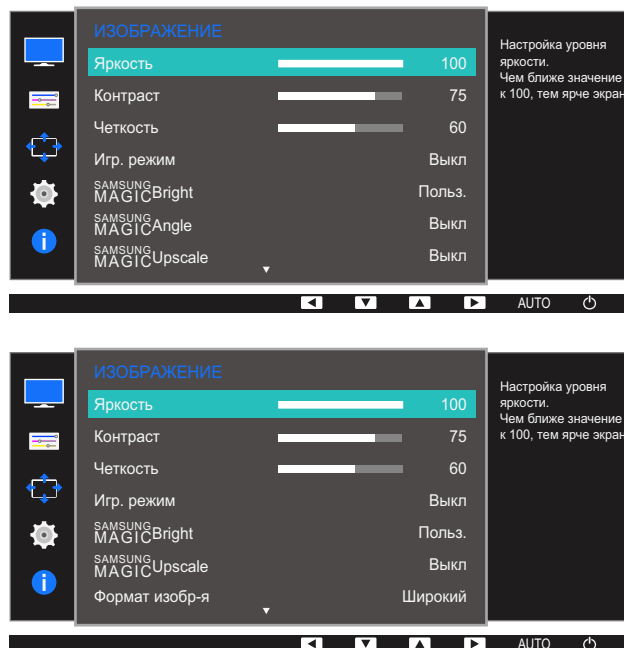 ИЗОБРАЖЕНИЕ
Яркость 100
Контраст 75
Четкость 60
Игр. режим Выкл
SAMSUNG MAGIC Bright Польз.
SAMSUNG MAGIC Angle Выкл
SAMSUNG MAGIC Upscale Выкл
Настройка уровня
яркости.
Чем ближе значение
к 100, тем ярче экран
AUTO
ИЗОБРАЖЕНИЕ
Яркость 100
Контраст 75
Четкость 60
Игр. режим Выкл
SAMSUNG MAGIC Bright Польз.
SAMSUNG MAGIC Upscale Выкл
Формат изобр-я Широкий
Настройка уровня
яркости.
Чем ближе значение
к 100, тем ярче экран
AUTO